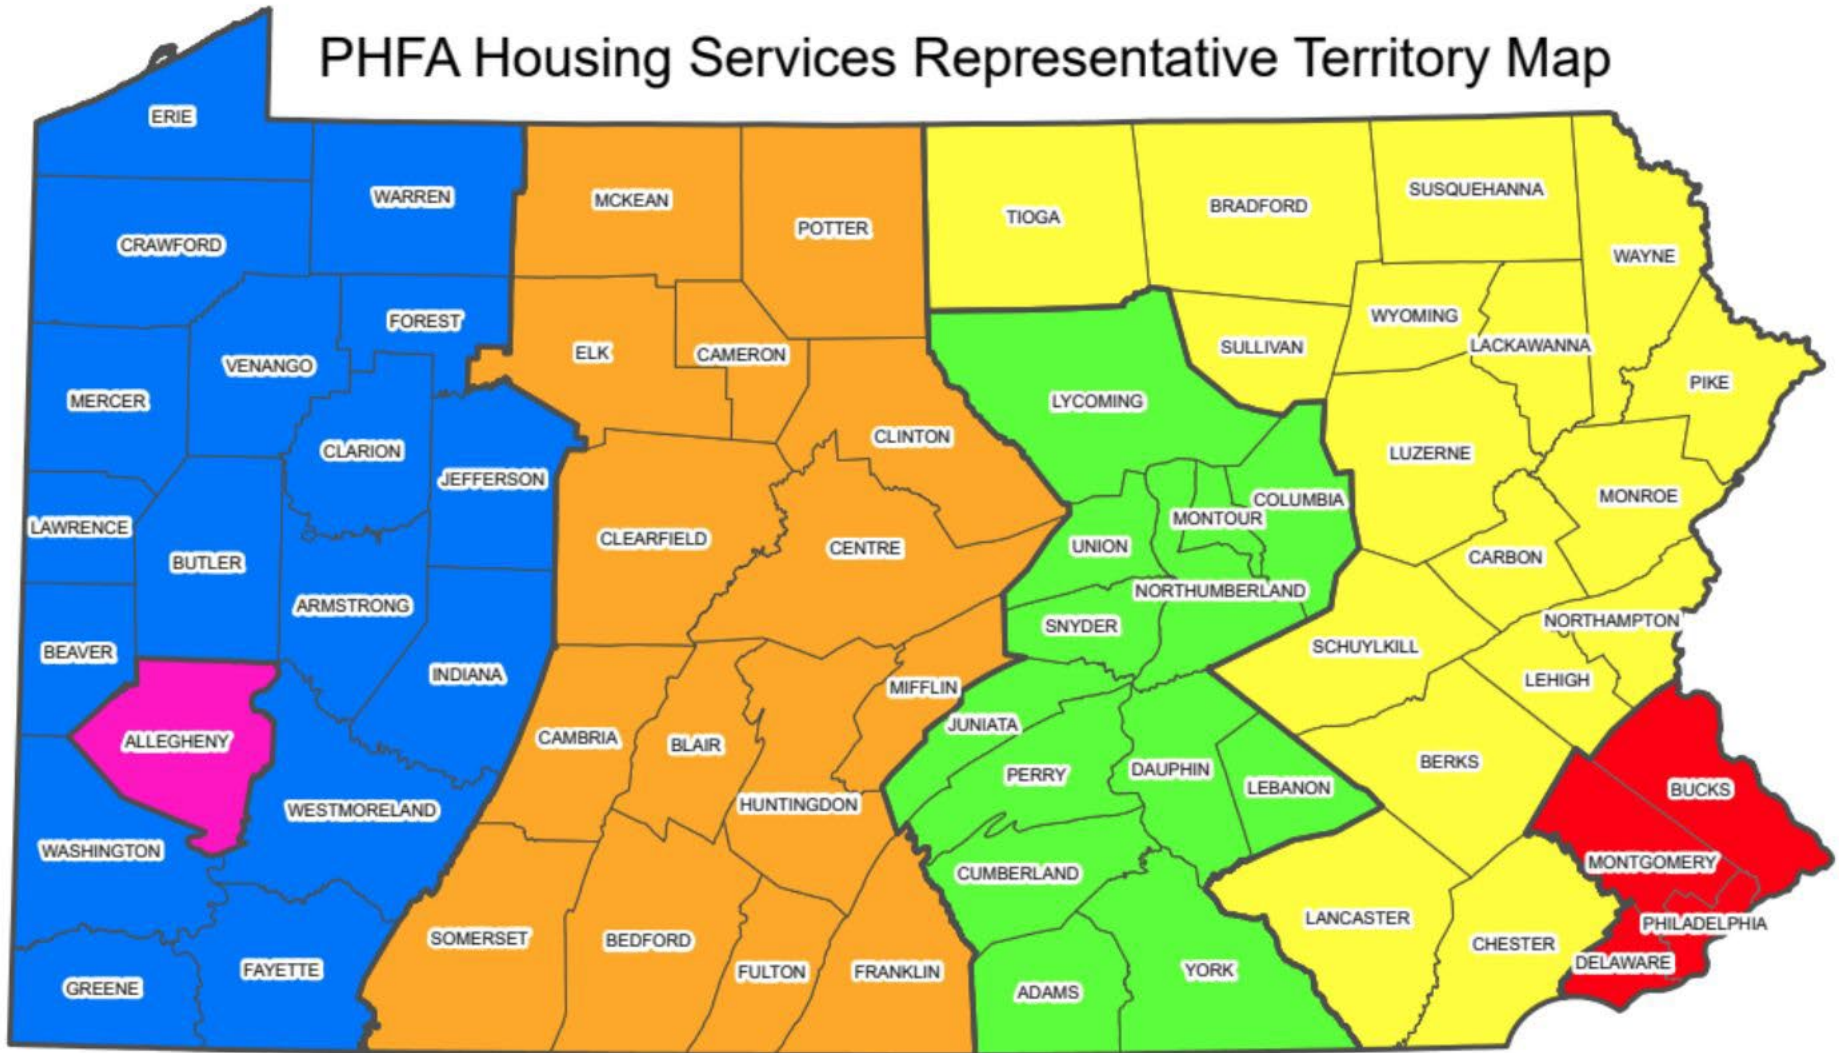 PHFA Housing Services Representative Territory Map
ERIE
WARREN
MCKEAN
POTTER
TIOGA
BRADFORD
SUSQUEHANNA
WAYNE
CRAWFORD
FOREST
VENANGO
ELK
CAMERON
SULLIVAN
WYOMING
LACKAWANNA
PIKE
MERCER
CLARION
JEFFERSON
CLINTON
LYCOMING
LUZERNE
MONROE
LAWRENCE
BUTLER
CLEARFIELD
CENTRE
UNION
MONTOUR
COLUMBIA
CARBON
ARMSTRONG
NORTHUMBERLAND
SNYDER
NORTHAMPTON
SCHUYLKILL
LEHIGH
BEAVER
INDIANA
MIFFLIN
JUNIATA
ALLEGHENY
CAMBRIA
BLAIR
PERRY
DAUPHIN
LEBANON
BERKS
BUCKS
HUNTINGDON
WESTMORELAND
WASHINGTON
CUMBERLAND
MONTGOMERY
PHILADELPHIA
LANCASTER
CHESTER
DELAWARE
SOMERSET
BEDFORD
FULTON
FRANKLIN
ADAMS
YORK
GREENE
FAYETTE